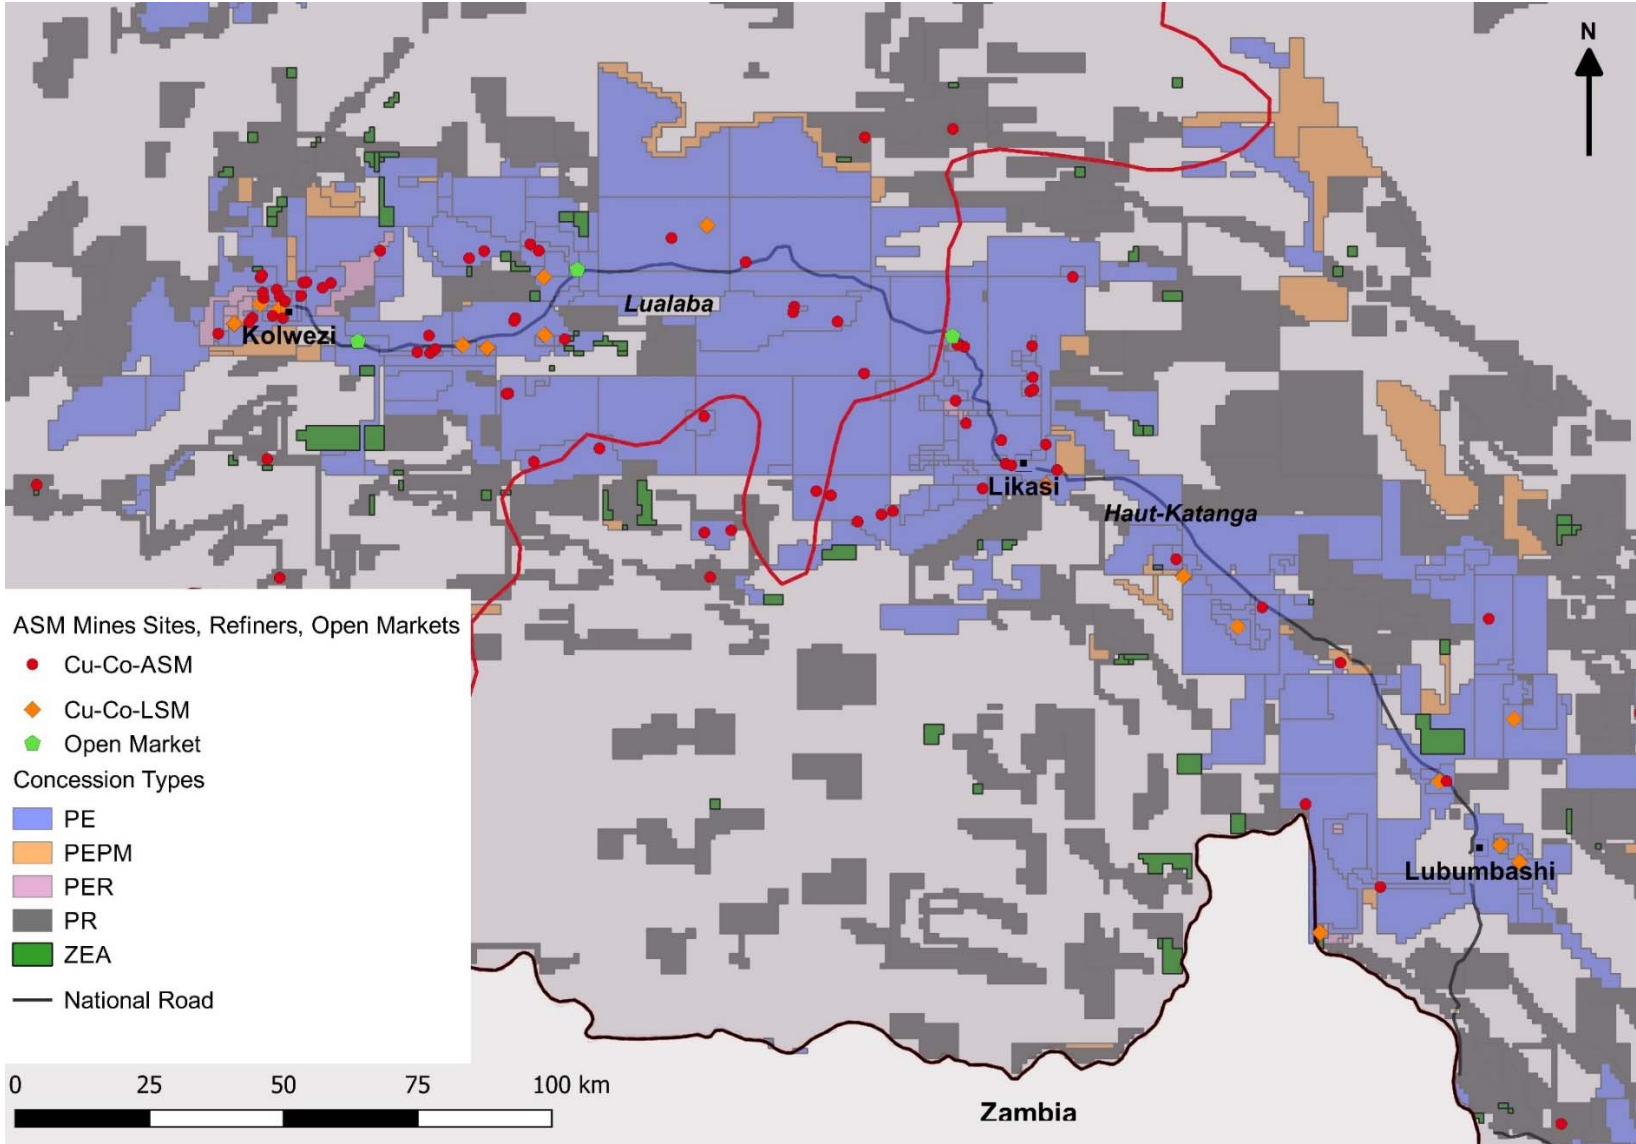 N
Lualaba
Kolwezi
Likasi
Haut-Katanga
ASM Mines Sites, Refiners, Open Markets
Cu-Co-ASM
Cu-Co-LSM
Open Market
Concession Types
PE
PEPM
PER
PR
ZEA
National Road
Lubumbashi
0 25 50 75 100 km
Zambia